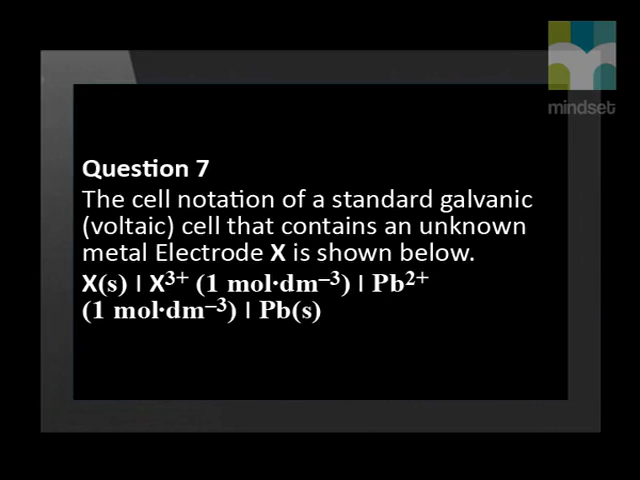 mindset
Question 7
The cell notation of a standard galvanic
(voltaic) cell that contains an unknown
metal Electrode X is shown below.
X(s) | X³⁺ (1 mol·dm⁻³) | Pb²⁺
(1 mol·dm⁻³) | Pb(s)